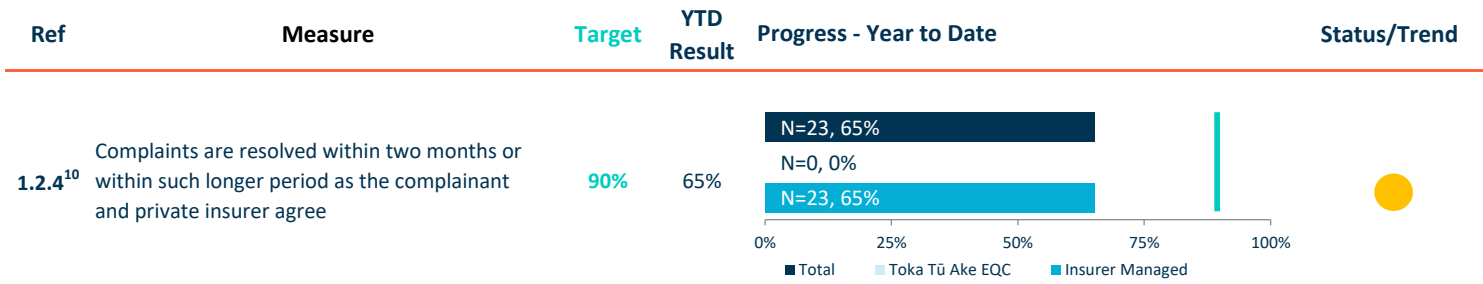 Ref Measure Target YTD Result Progress - Year to Date Status/Trend
1.2.4¹⁰ Complaints are resolved within two months or
within such longer period as the complainant
and private insurer agree
90% 65%
N=23, 65%
N=0, 0%
N=23, 65%
0% 25% 50% 75% 100%
Total Toka Tū Ake EQC Insurer Managed